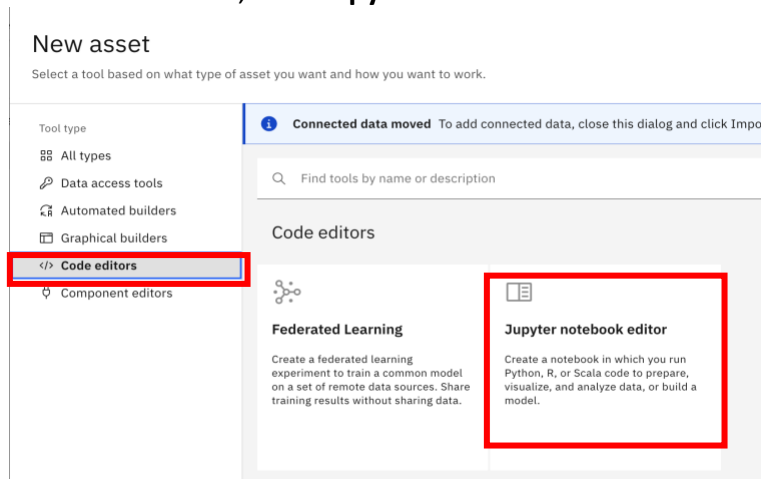 New asset
Select a tool based on what type of asset you want and how you want to work.
Tool type
All types
Data access tools
Automated builders
Graphical builders
</> Code editors
Component editors
Connected data moved To add connected data, close this dialog and click Impo
Find tools by name or description
Code editors
Federated Learning
Create a federated learning
experiment to train a common model
on a set of remote data sources. Share
training results without sharing data.
Jupyter notebook editor
Create a notebook in which you run
Python, R, or Scala code to prepare,
visualize, and analyze data, or build a
model.